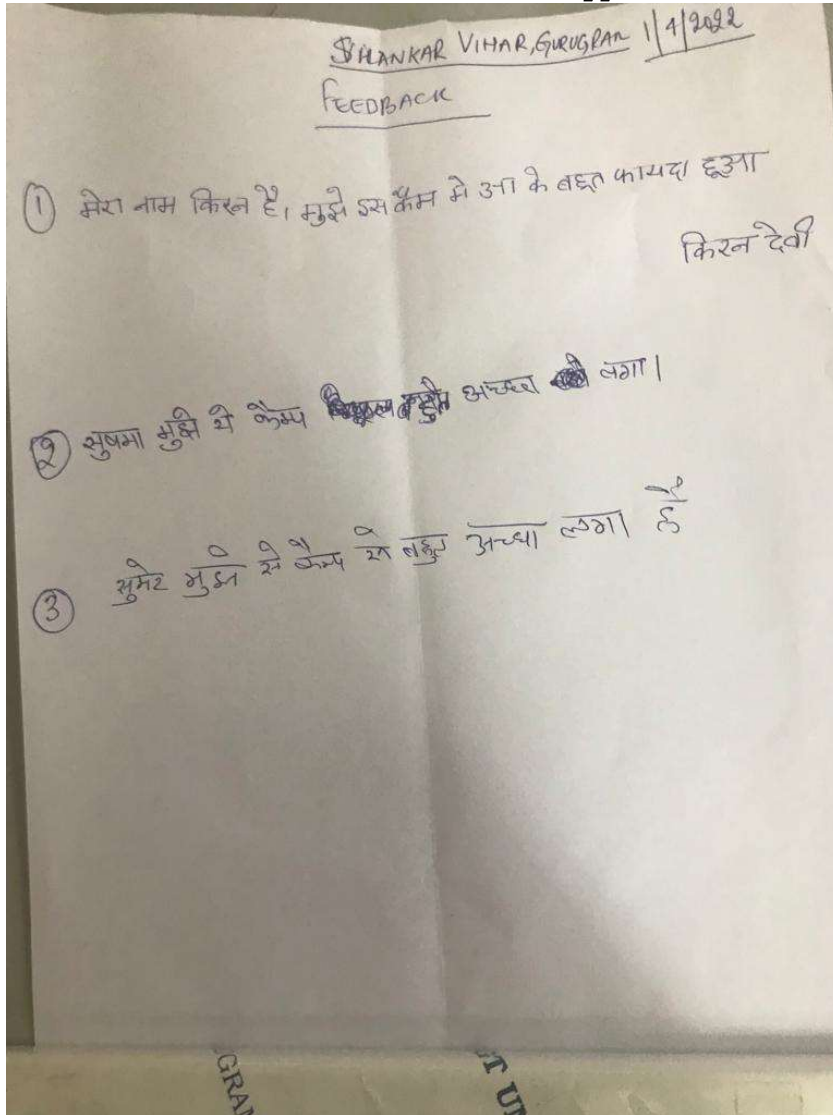 SHANKAR VIHAR, GURUGRAM 1/4/2022
FEEDBACK
① मेरा नाम किरन है, मुझे इस कैम मे आ के बहूत फायदा हूआ
किरन देवी
② सुषमा मुझे ये कैम्प अच्छा लगा।
③ सुमेर मुझे से कैम्प से बहुत अच्छा लगा है
GRAM
T U